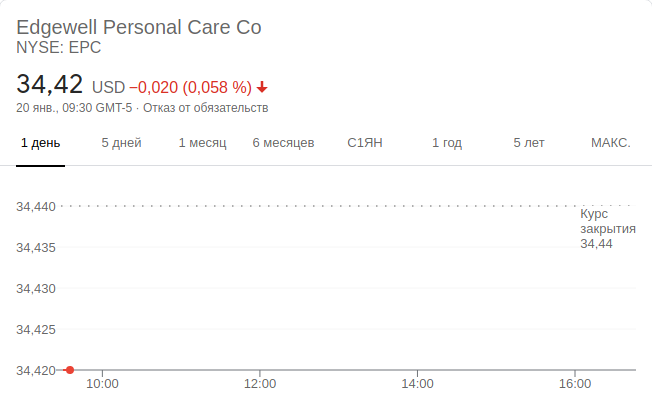 Edgewell Personal Care Co
NYSE: EPC
34,42 USD −0,020 (0,058 %)
20 янв., 09:30 GMT-5 · Отказ от обязательств
1 день 5 дней 1 месяц 6 месяцев С1ЯН 1 год 5 лет МАКС.
34,440
Курс
закрытия
34,44
34,435
34,430
34,425
34,420
10:00 12:00 14:00 16:00